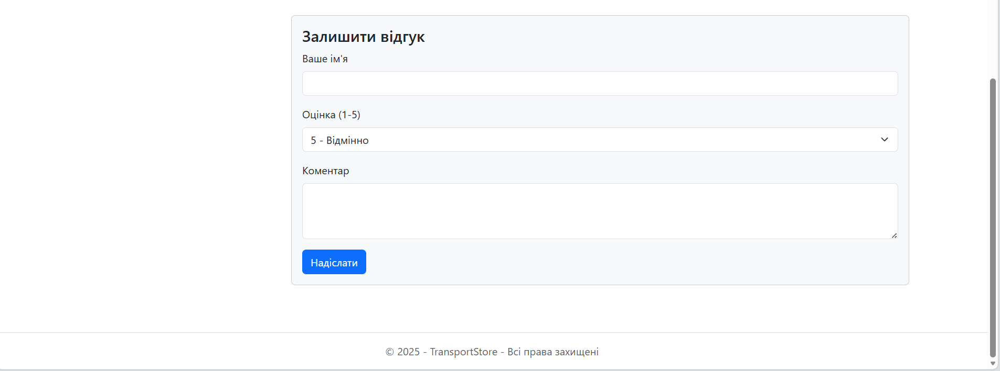 Залишити відгук
Ваше ім'я
Оцінка (1-5)
5 - Відмінно
Коментар
Надіслати
© 2025 - TransportStore - Всі права захищені